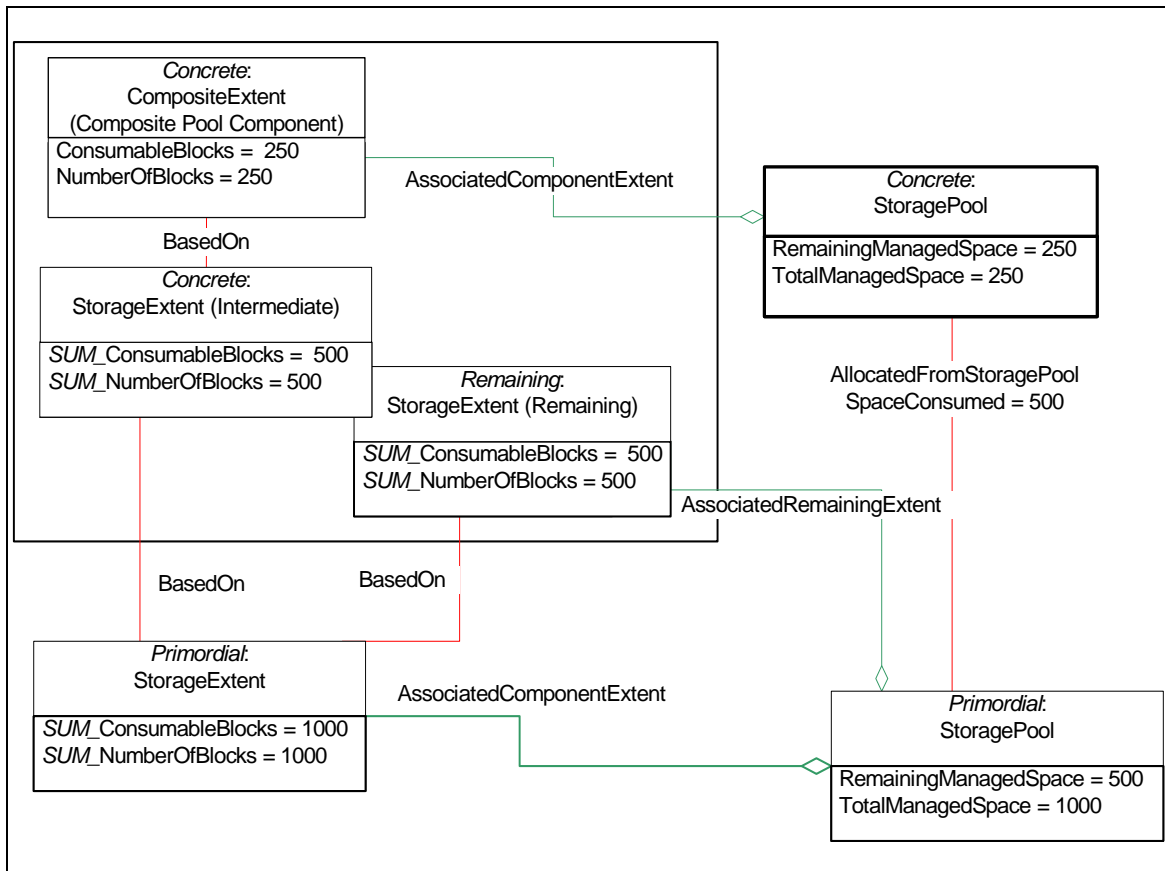 Concrete:
CompositeExtent
(Composite Pool Component)
ConsumableBlocks =  250
NumberOfBlocks = 250
AssociatedComponentExtent
Concrete:
StoragePool
RemainingManagedSpace = 250
TotalManagedSpace = 250
BasedOn
Concrete:
StorageExtent (Intermediate)
SUM_ConsumableBlocks =  500
SUM_NumberOfBlocks = 500
Remaining:
StorageExtent (Remaining)
SUM_ConsumableBlocks =  500
SUM_NumberOfBlocks = 500
AllocatedFromStoragePool
SpaceConsumed = 500
AssociatedRemainingExtent
BasedOn
BasedOn
Primordial:
StorageExtent
SUM_ConsumableBlocks = 1000
SUM_NumberOfBlocks = 1000
AssociatedComponentExtent
Primordial:
StoragePool
RemainingManagedSpace = 500
TotalManagedSpace = 1000